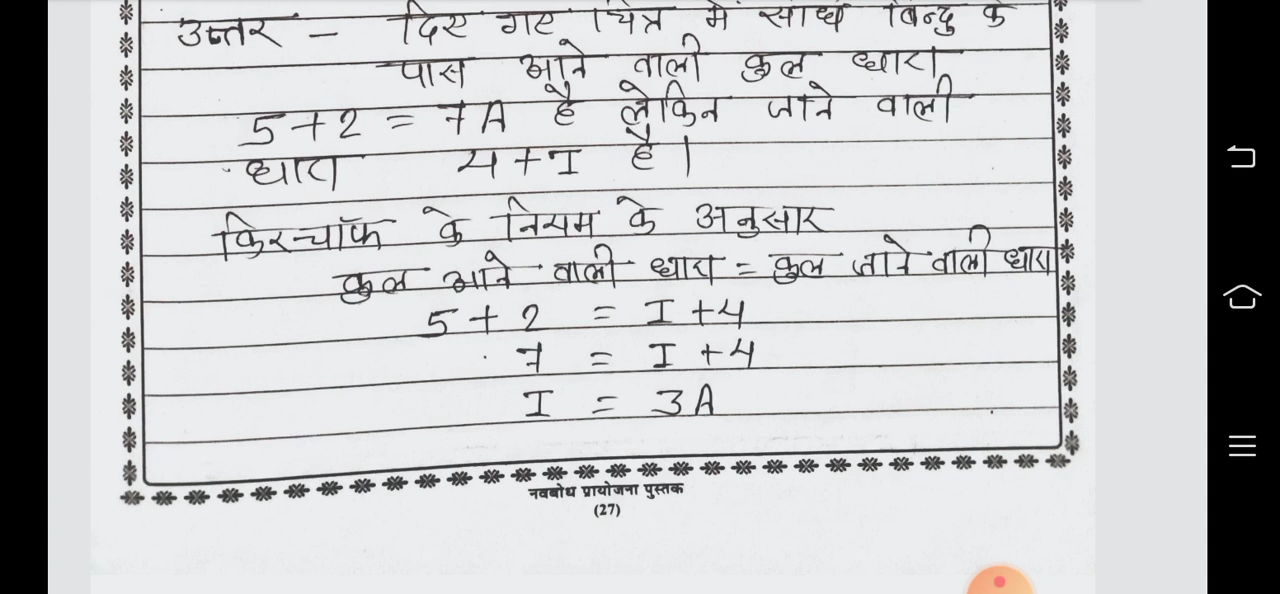 उत्तर – दिए गए चित्र में संधि बिन्दु के
पास आने वाली कुल धारा
5+2 = 7A है लेकिन जाने वाली
धारा 4+I है।
किरचॉफ के नियम के अनुसार
कुल आने वाली धारा = कुल जाने वाली धारा
5+2 = I+4
7 = I+4
I = 3A
नवबोध प्रायोजना पुस्तक
(27)